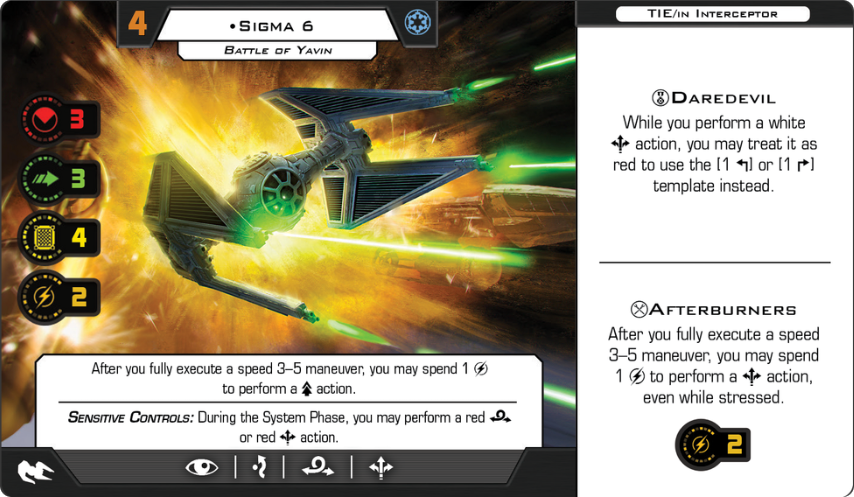 4
•Sigma 6
Battle of Yavin
3
3
4
2
After you fully execute a speed 3–5 maneuver, you may spend 1
to perform a action.
Sensitive Controls: During the System Phase, you may perform a red
or red action.
TIE/in Interceptor
Daredevil
While you perform a white
action, you may treat it as
red to use the [1 ] or [1 ]
template instead.
Afterburners
After you fully execute a speed
3–5 maneuver, you may spend
1 to perform a action,
even while stressed.
2